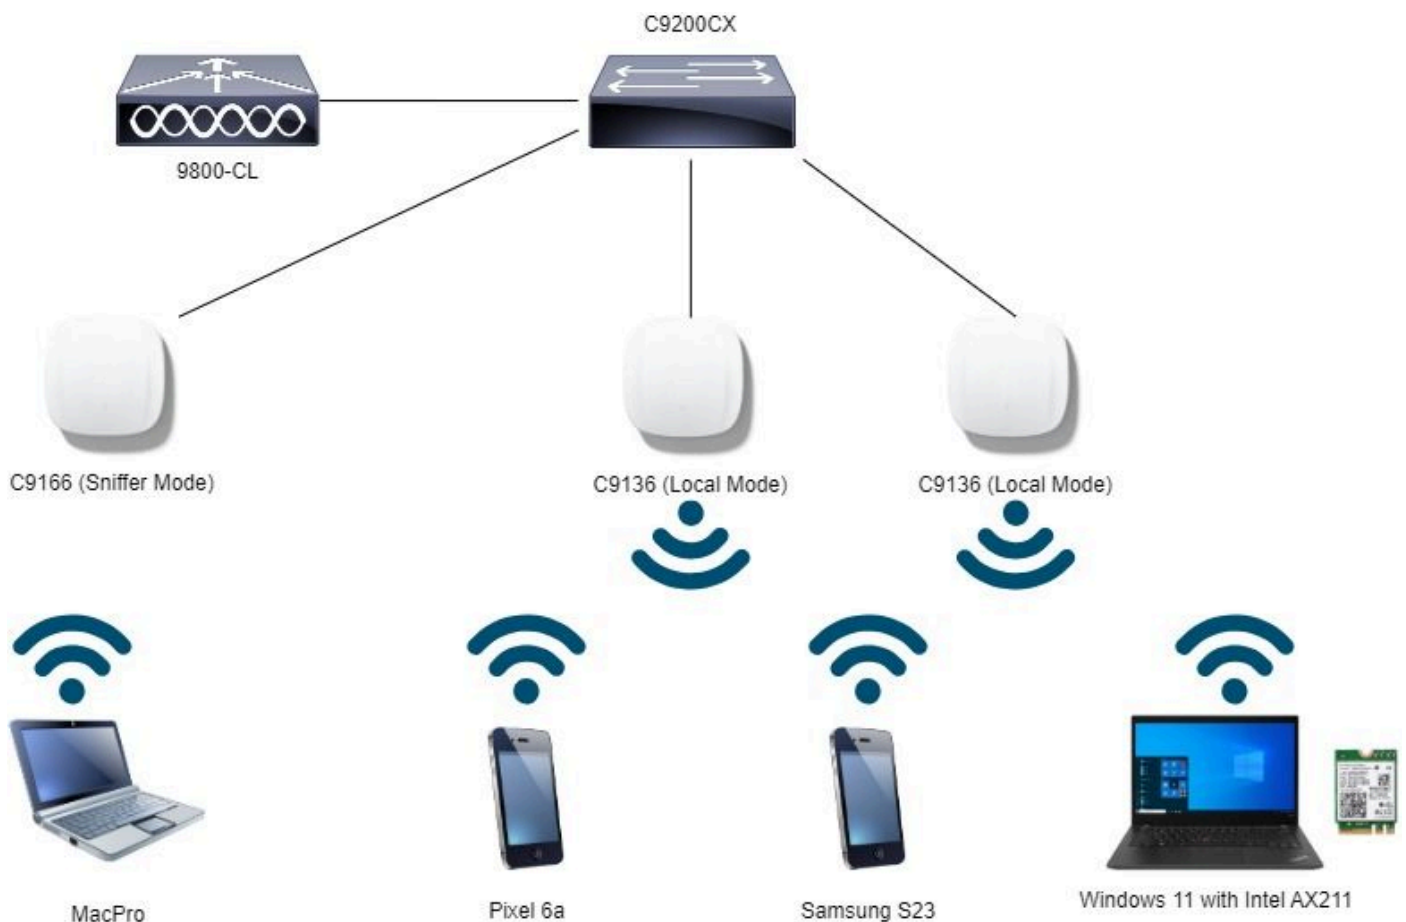 C9200CX
9800-CL
C9166 (Sniffer Mode)
C9136 (Local Mode)
C9136 (Local Mode)
MacPro
Pixel 6a
Samsung S23
Windows 11 with Intel AX211